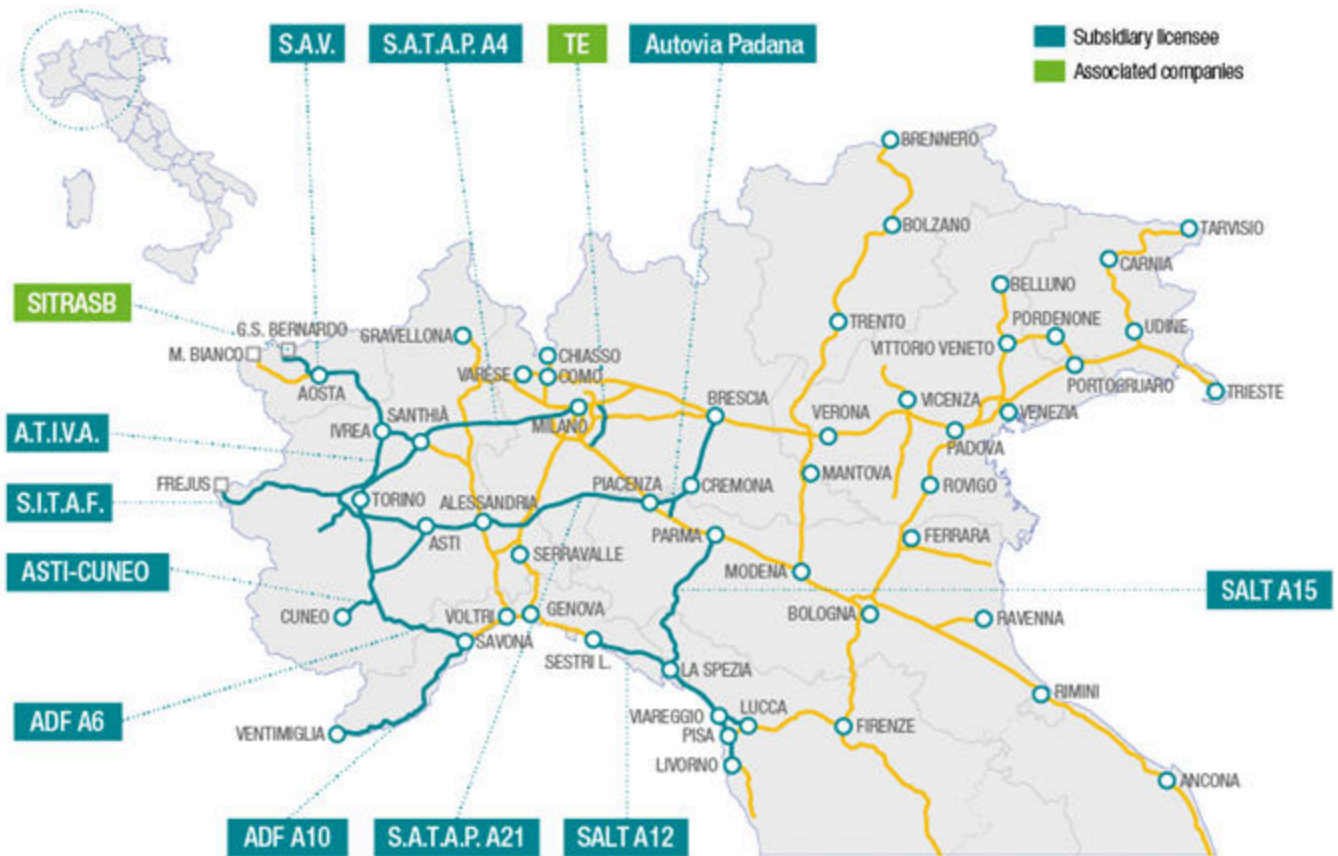 S.A.V.
S.A.T.A.P. A4
TE
Autovia Padana
Subsidiary licensee
Associated companies
BRENNERO
BOLZANO
TARVISIO
CARNIA
BELLUNO
SITRASB
G.S. BERNARDO
GRAVELLONA
TRENTO
PORDENONE
UDINE
M. BIANCO
CHIASSO
VITTORIO VENETO
VARESE
COMO
PORTOGRUARO
AOSTA
TRIESTE
SANTHIÀ
BRESCIA
VICENZA
VENEZIA
A.T.I.V.A.
IVREA
MILANO
VERONA
PADOVA
FREJUS
MANTOVA
S.I.T.A.F.
TORINO
ALESSANDRIA
PIACENZA
CREMONA
ROVIGO
ASTI
PARMA
FERRARA
SERRAVALLE
ASTI-CUNEO
MODENA
SALT A15
CUNEO
VOLTRI
GENOVA
BOLOGNA
RAVENNA
SAVONA
SESTRI L.
LA SPEZIA
RIMINI
ADF A6
VIAREGGIO
LUCCA
VENTIMIGLIA
PISA
FIRENZE
LIVORNO
ANCONA
ADF A10
S.A.T.A.P. A21
SALT A12